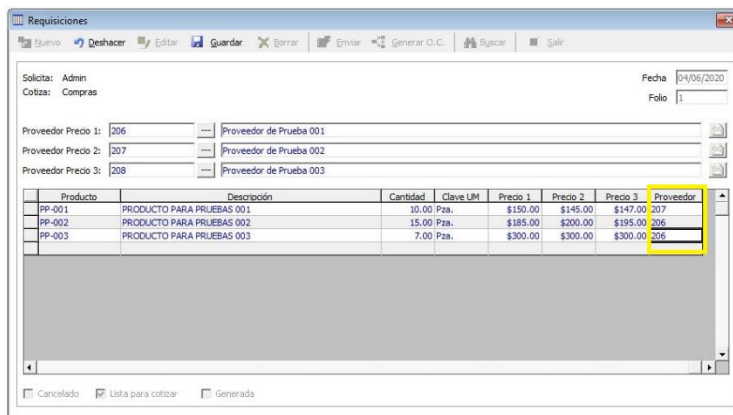 Requisiciones
Nuevo Deshacer Editar Guardar Borrar Enviar Generar O.C. Buscar Salir
Solicita: Admin Fecha 04/06/2020
Cotiza: Compras Folio 1
Proveedor Precio 1: 206 --- Proveedor de Prueba 001
Proveedor Precio 2: 207 --- Proveedor de Prueba 002
Proveedor Precio 3: 208 --- Proveedor de Prueba 003
Producto Descripción Cantidad Clave UM Precio 1 Precio 2 Precio 3 Proveedor
PP-001 PRODUCTO PARA PRUEBAS 001 10.00 Pza. $150.00 $145.00 $147.00 207
PP-002 PRODUCTO PARA PRUEBAS 002 15.00 Pza. $185.00 $200.00 $195.00 206
PP-003 PRODUCTO PARA PRUEBAS 003 7.00 Pza. $300.00 $300.00 $300.00 206
Cancelado Lista para cotizar Generada